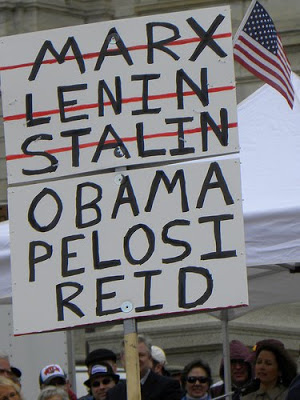 MARX
LENIN
STALIN
OBAMA
PELOSI
REID